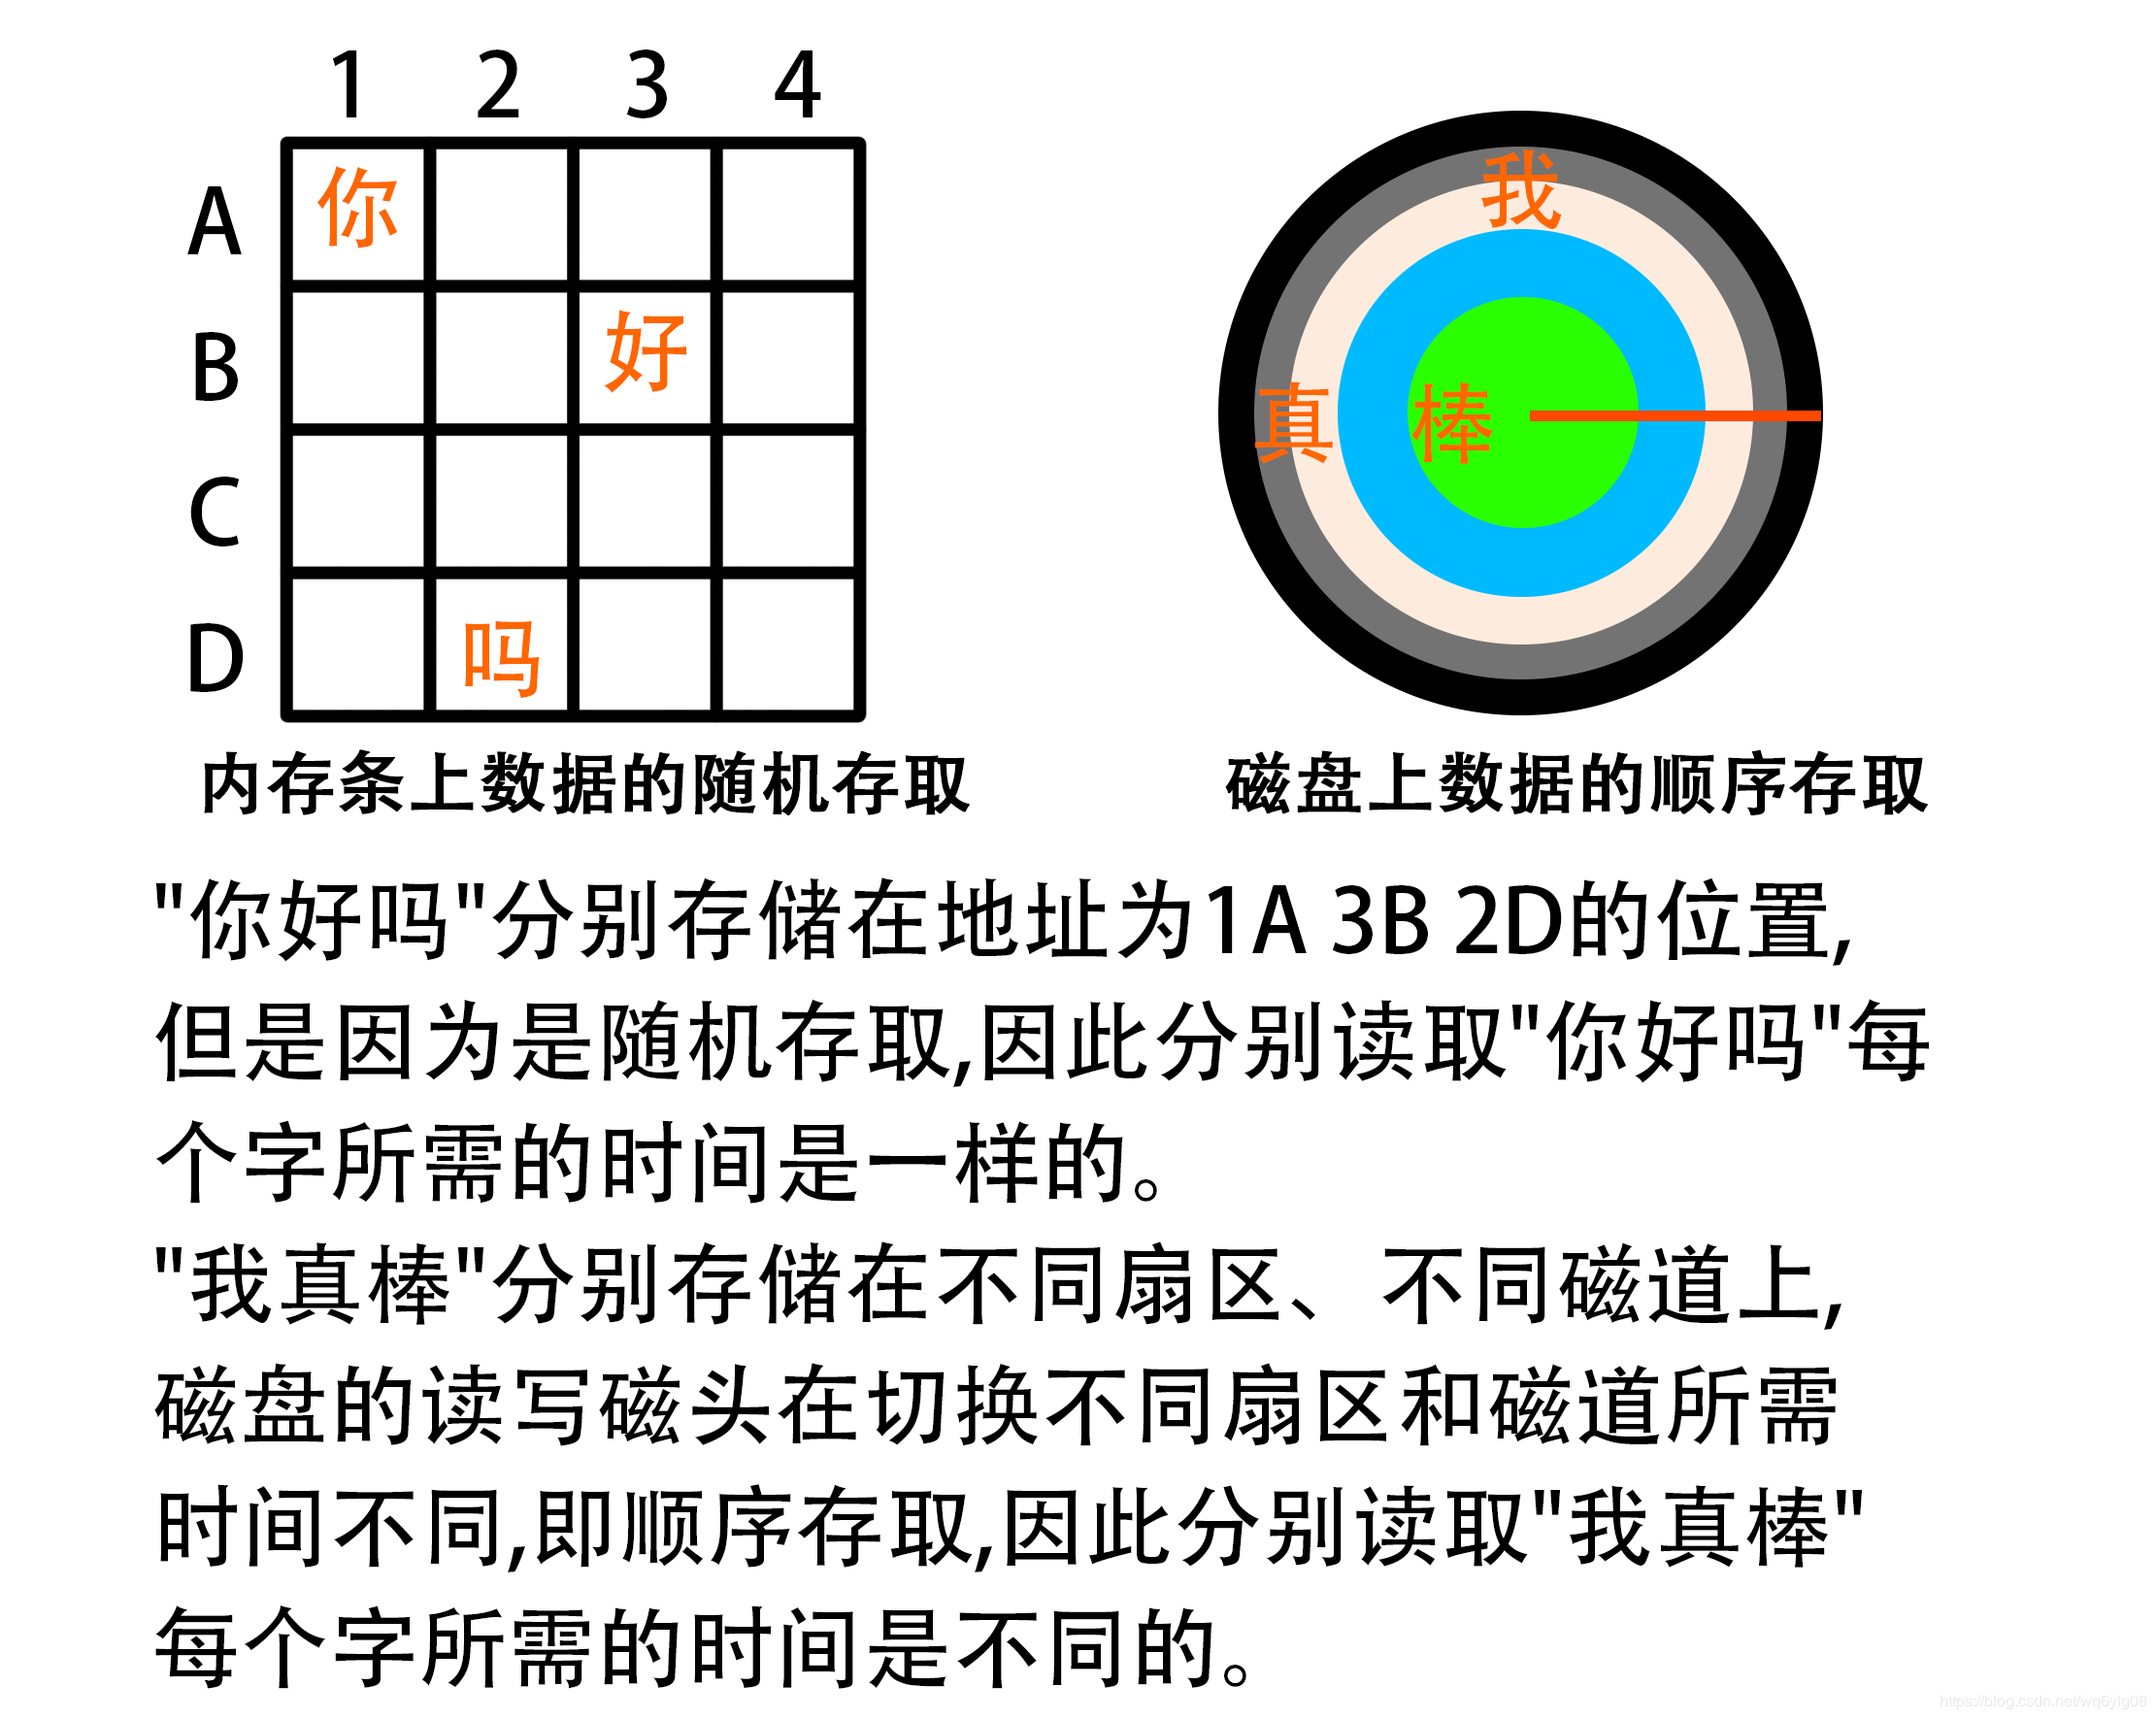 1 2 3 4
A 你
B 好
C
D 吗
我
真 棒
内存条上数据的随机存取
磁盘上数据的顺序存取
"你好吗"分别存储在地址为1A 3B 2D的位置,
但是因为是随机存取,因此分别读取"你好吗"每
个字所需的时间是一样的。
"我真棒"分别存储在不同扇区、不同磁道上,
磁盘的读写磁头在切换不同扇区和磁道所需
时间不同,即顺序存取,因此分别读取"我真棒"
每个字所需的时间是不同的。
https://blog.csdn.net/wq6ylg08